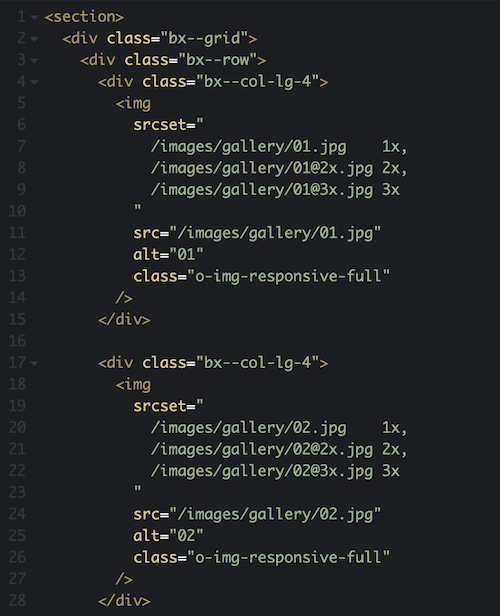 1 <section>
2 <div class="bx--grid">
3 <div class="bx--row">
4 <div class="bx--col-lg-4">
5 <img
6 srcset="
7 /images/gallery/01.jpg    1x,
8 /images/gallery/01@2x.jpg 2x,
9 /images/gallery/01@3x.jpg 3x
10 "
11 src="/images/gallery/01.jpg"
12 alt="01"
13 class="o-img-responsive-full"
14 />
15 </div>
16
17 <div class="bx--col-lg-4">
18 <img
19 srcset="
20 /images/gallery/02.jpg    1x,
21 /images/gallery/02@2x.jpg 2x,
22 /images/gallery/02@3x.jpg 3x
23 "
24 src="/images/gallery/02.jpg"
25 alt="02"
26 class="o-img-responsive-full"
27 />
28 </div>